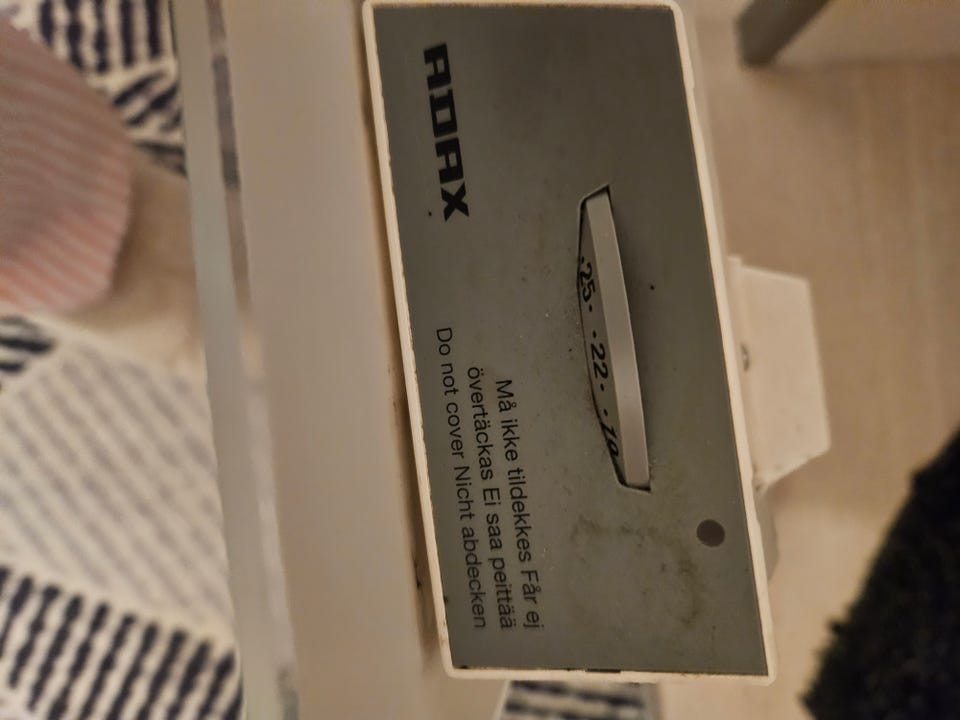 ·25· ·22· ·19
ADAX
Må ikke tildekkes Får ej
övertäckas Ei saa peittää
Do not cover Nicht abdecken